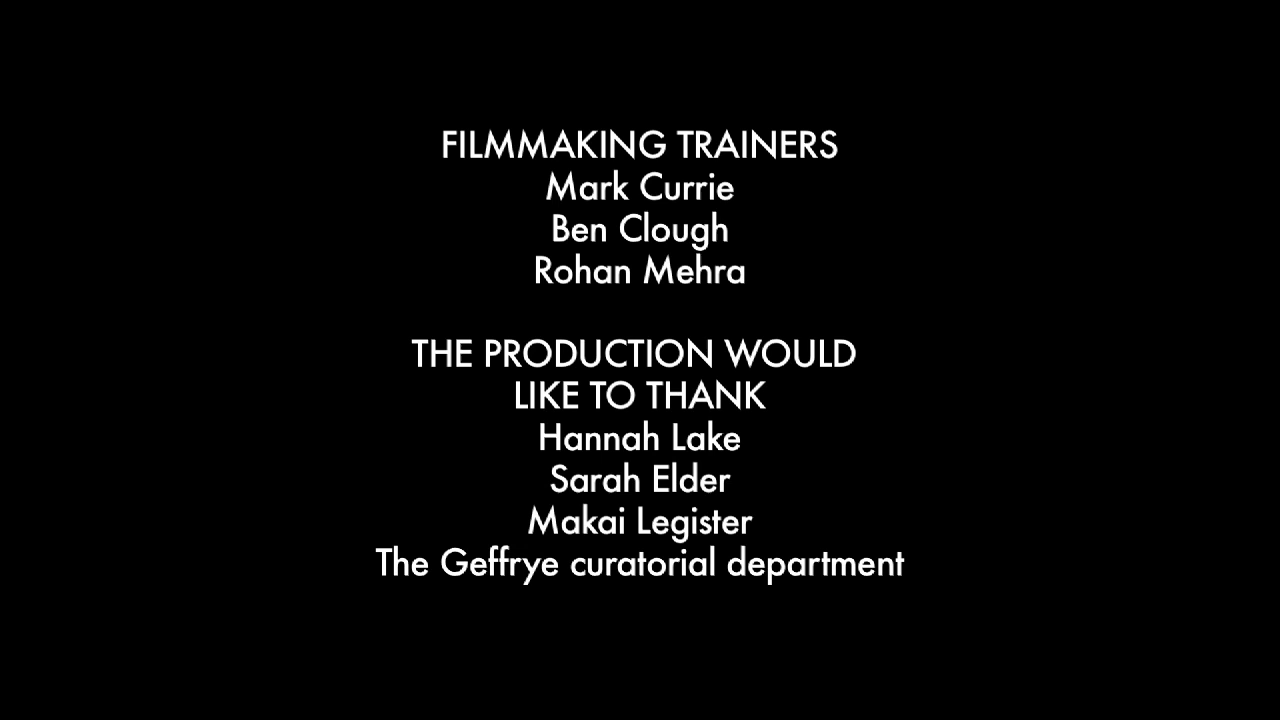 FILMMAKING TRAINERS
Mark Currie
Ben Clough
Rohan Mehra
THE PRODUCTION WOULD
LIKE TO THANK
Hannah Lake
Sarah Elder
Makai Legister
The Geffrye curatorial department